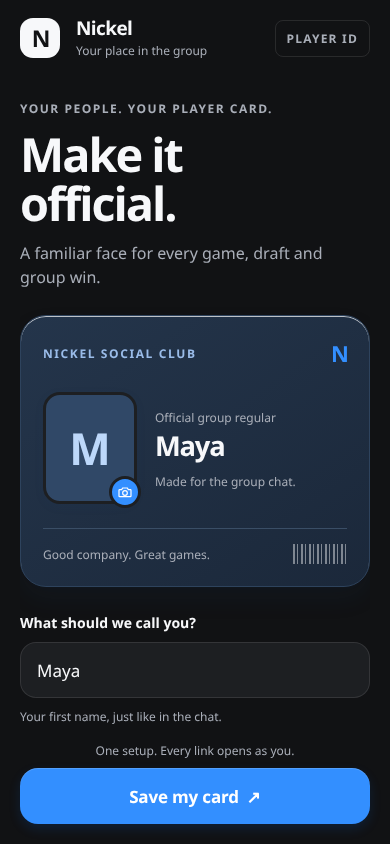 N
Nickel
Your place in the group
PLAYER ID
YOUR PEOPLE. YOUR PLAYER CARD.
Make it
official.
A familiar face for every game, draft and
group win.
NICKEL SOCIAL CLUB
N
M
Official group regular
Maya
Made for the group chat.
Good company. Great games.
What should we call you?
Maya
Your first name, just like in the chat.
One setup. Every link opens as you.
Save my card ↗